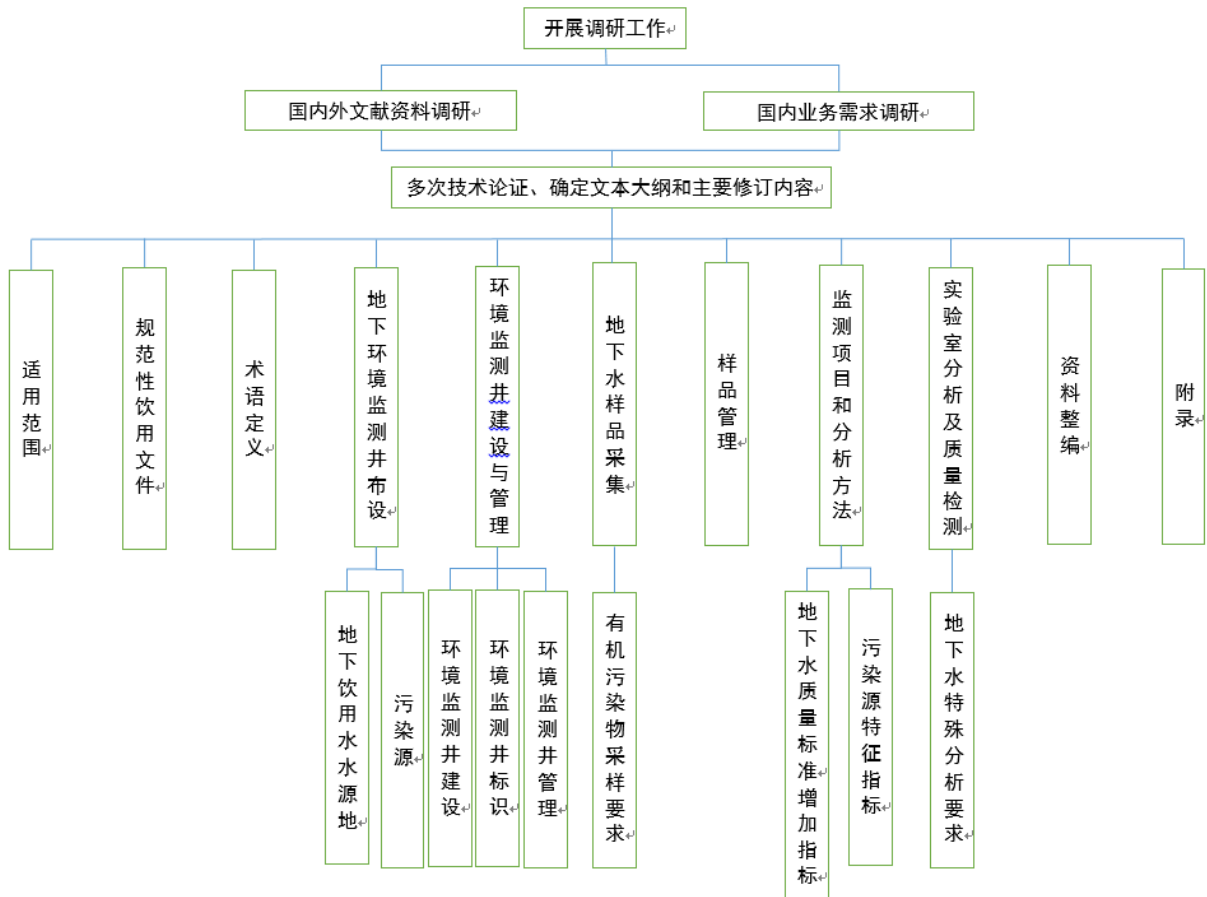 开展调研工作
国内外文献资料调研
国内业务需求调研
多次技术论证、确定文本大纲和主要修订内容
适用范围
规范性饮用文件
术语定义
地下环境监测井布设
环境监测井建设与管理
地下水样品采集
样品管理
监测项目和分析方法
实验室分析及质量检测
资料整编
附录
地下饮用水水源地
污染源
环境监测井建设
环境监测井标识
环境监测井管理
有机污染物采样要求
地下水质量标准增加指标
污染源特征指标
地下水特殊分析要求